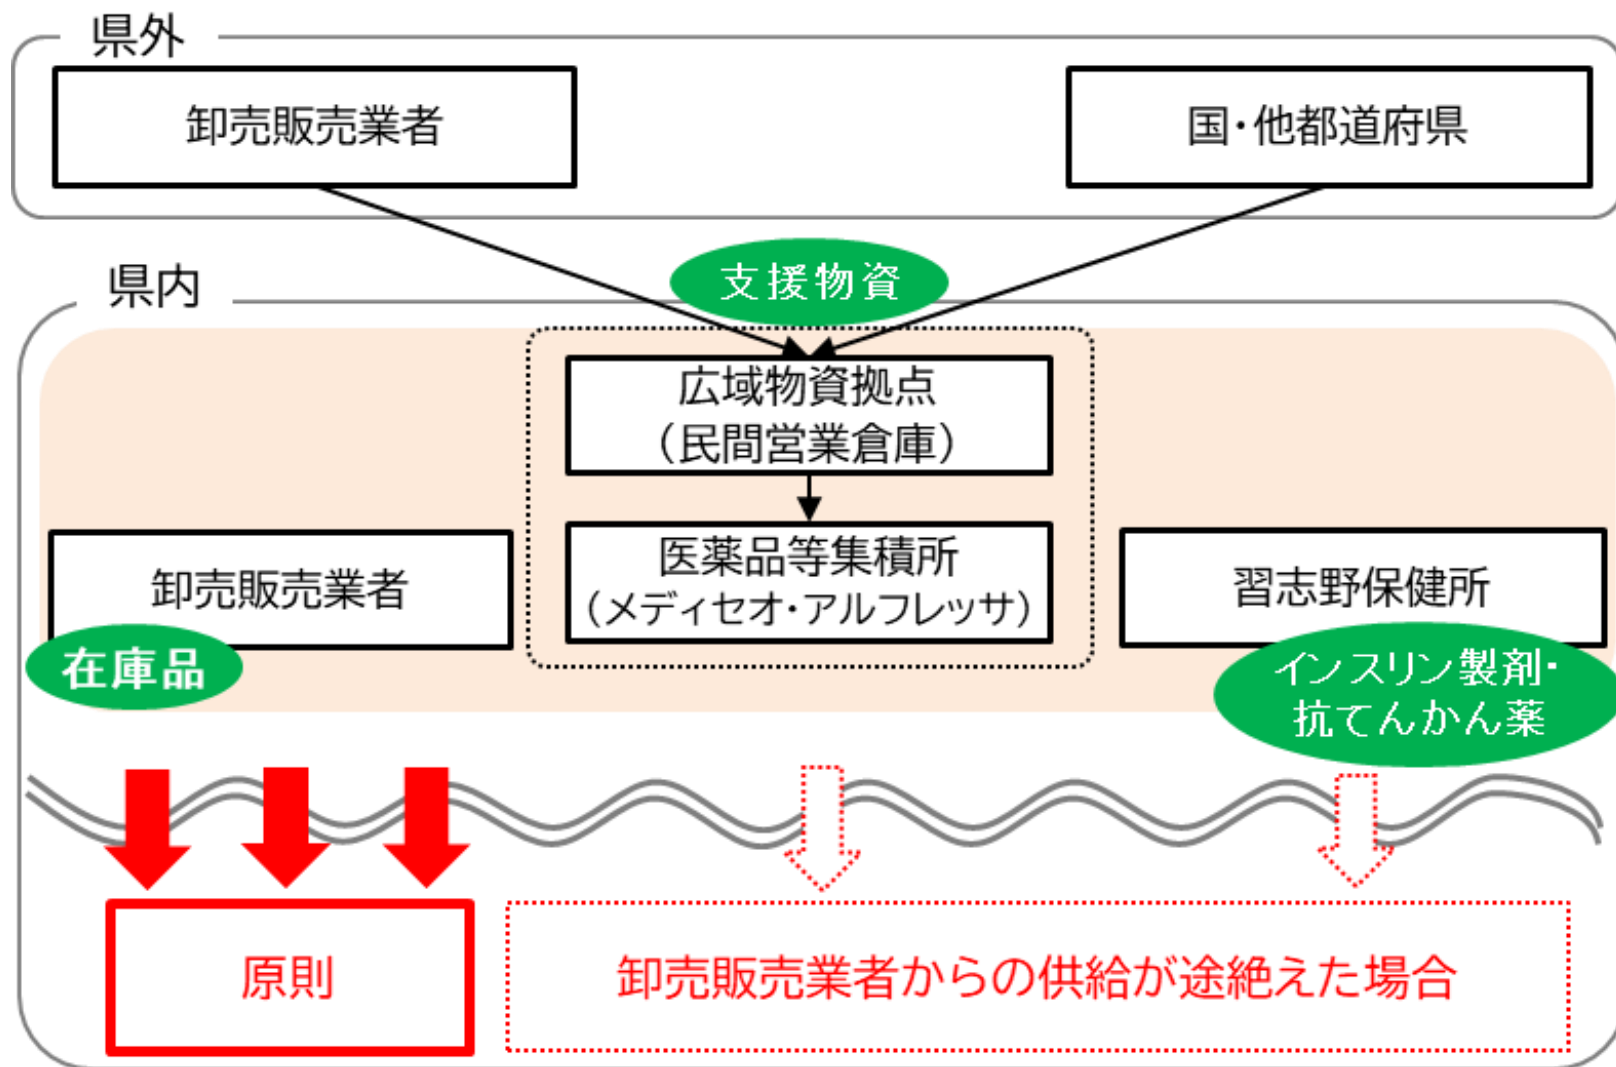 県外
卸売販売業者
国・他都道府県
支援物資
県内
広域物資拠点
（民間営業倉庫）
医薬品等集積所
（メディセオ・アルフレッサ）
卸売販売業者
在庫品
習志野保健所
インスリン製剤・
抗てんかん薬
原則
卸売販売業者からの供給が途絶えた場合